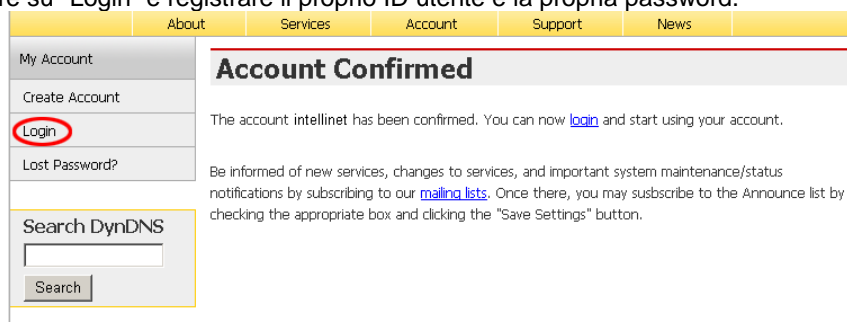 re su "Login" e registrare il proprio ID utente e la propria password.
About Services Account Support News
My Account
Create Account
Login
Lost Password?
Search DynDNS
Search
Account Confirmed
The account intellinet has been confirmed. You can now login and start using your account.
Be informed of new services, changes to services, and important system maintenance/status
notifications by subscribing to our mailing lists. Once there, you may susbscribe to the Announce list by
checking the appropriate box and clicking the "Save Settings" button.